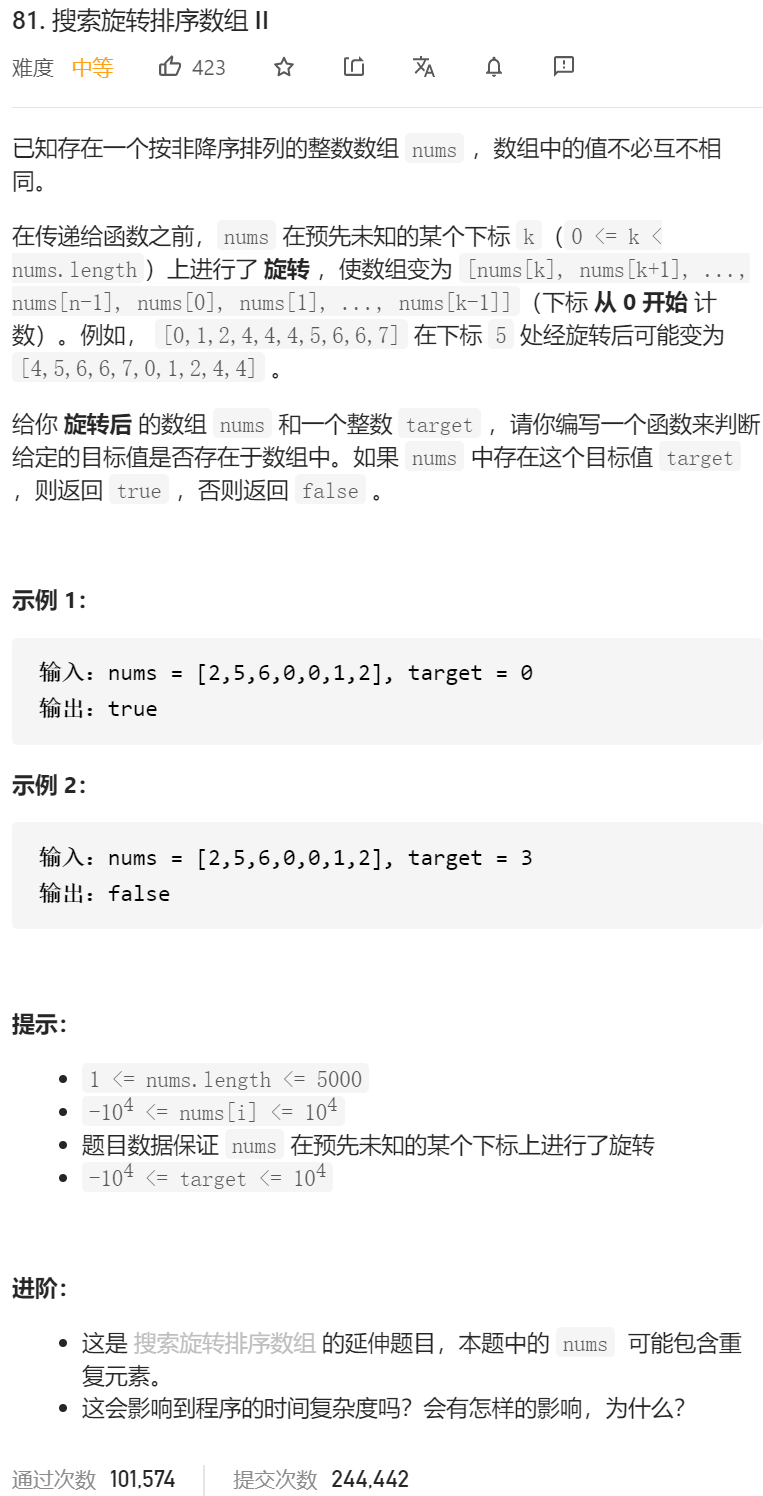 81. 搜索旋转排序数组 II
难度 中等 423
已知存在一个按非降序排列的整数数组 nums ，数组中的值不必互不相
同。
在传递给函数之前，nums 在预先未知的某个下标 k（0 <= k <
nums.length）上进行了 旋转 ，使数组变为 [nums[k], nums[k+1], ...,
nums[n-1], nums[0], nums[1], ..., nums[k-1]]（下标 从 0 开始 计
数）。例如， [0,1,2,4,4,4,5,6,6,7] 在下标 5 处经旋转后可能变为
[4,5,6,6,7,0,1,2,4,4] 。
给你 旋转后 的数组 nums 和一个整数 target ，请你编写一个函数来判断
给定的目标值是否存在于数组中。如果 nums 中存在这个目标值 target
，则返回 true ，否则返回 false 。
示例 1：
输入：nums = [2,5,6,0,0,1,2], target = 0
输出：true
示例 2：
输入：nums = [2,5,6,0,0,1,2], target = 3
输出：false
提示：
• 1 <= nums.length <= 5000
• -10⁴ <= nums[i] <= 10⁴
• 题目数据保证 nums 在预先未知的某个下标上进行了旋转
• -10⁴ <= target <= 10⁴
进阶：
• 这是 搜索旋转排序数组 的延伸题目，本题中的 nums 可能包含重
复元素。
• 这会影响到程序的时间复杂度吗？会有怎样的影响，为什么？
通过次数 101,574 提交次数 244,442